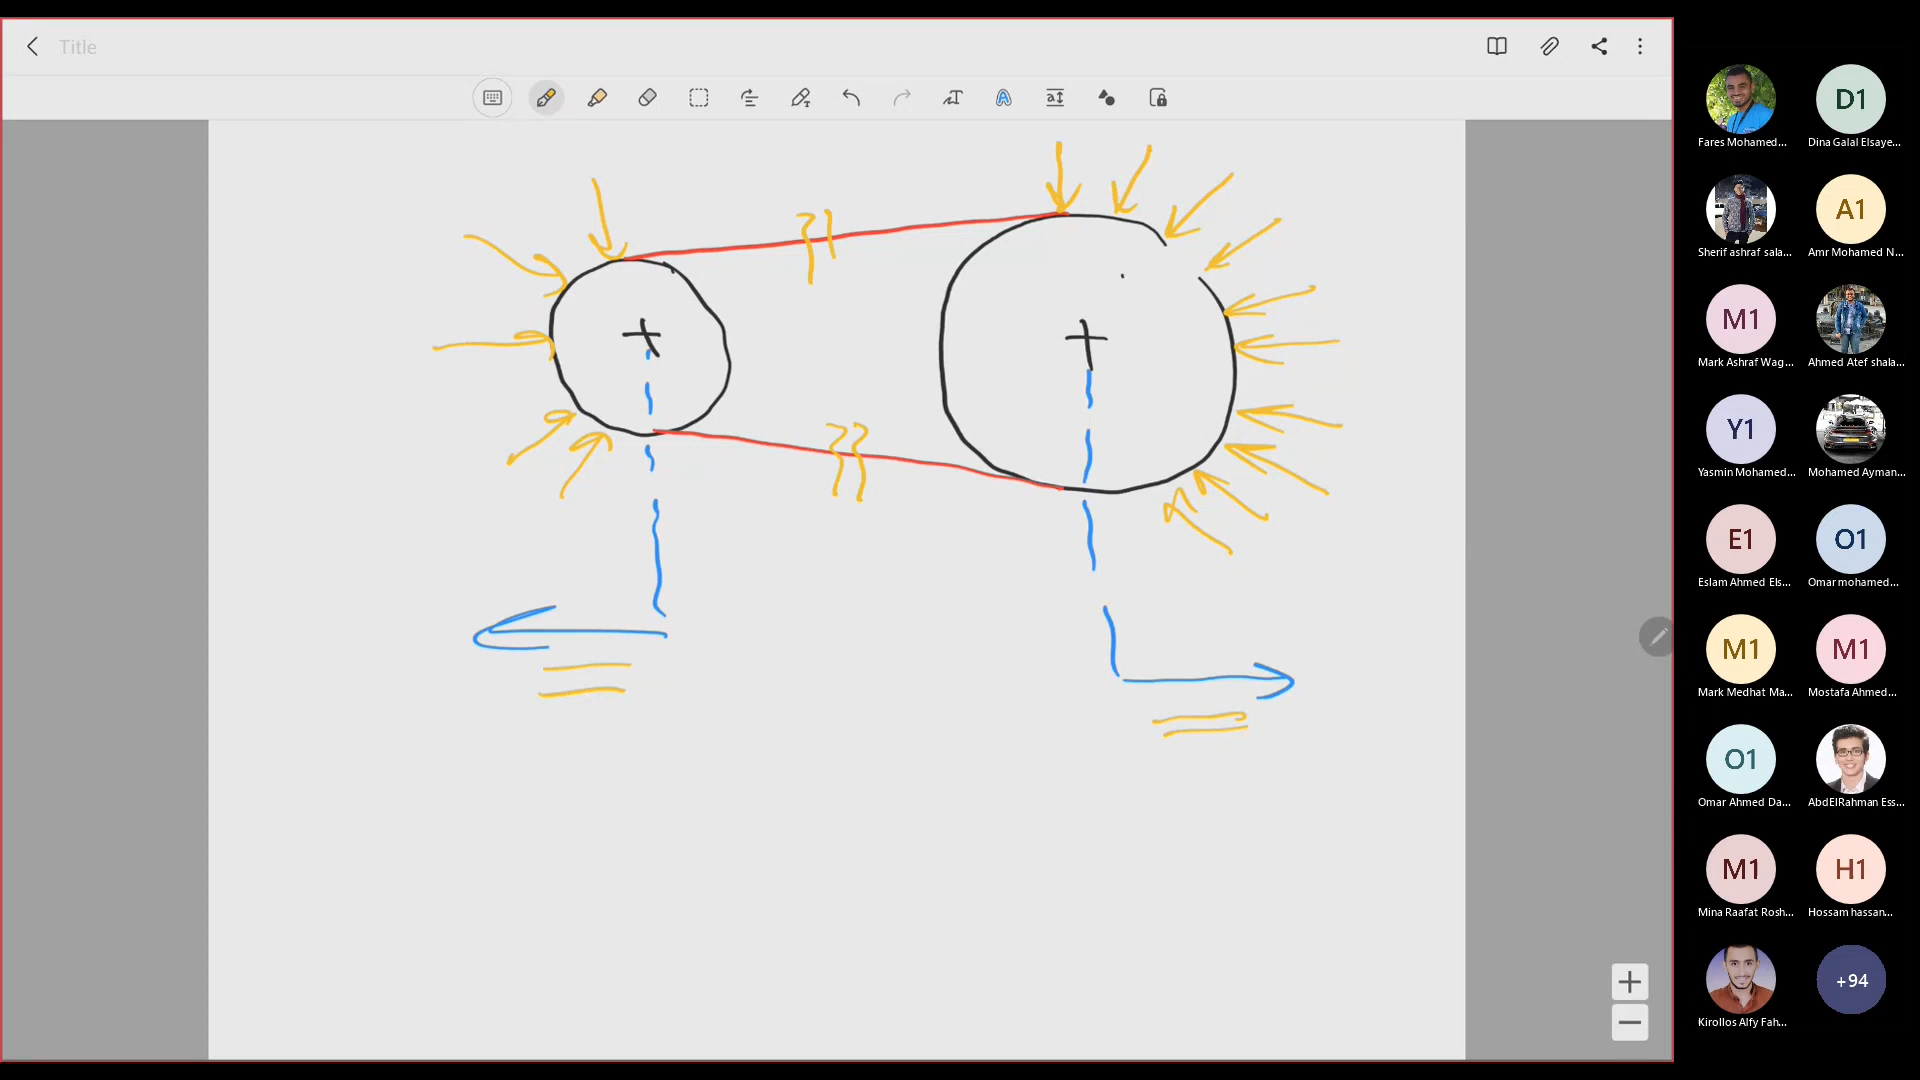 Title
Fares Mohamed...
D1
Dina Galal Elsaye...
Sherif ashraf sala...
A1
Amr Mohamed N...
M1
Mark Ashraf Wag...
Ahmed Atef shala...
Y1
Yasmin Mohamed...
Mohamed Ayman...
E1
Eslam Ahmed Els...
O1
Omar mohamed...
M1
Mark Medhat Ma...
M1
Mostafa Ahmed...
O1
Omar Ahmed Da...
AbdElRahman Ess...
M1
Mina Raafat Rosh...
H1
Hossam hassan...
Kirollos Alfy Fah...
+94